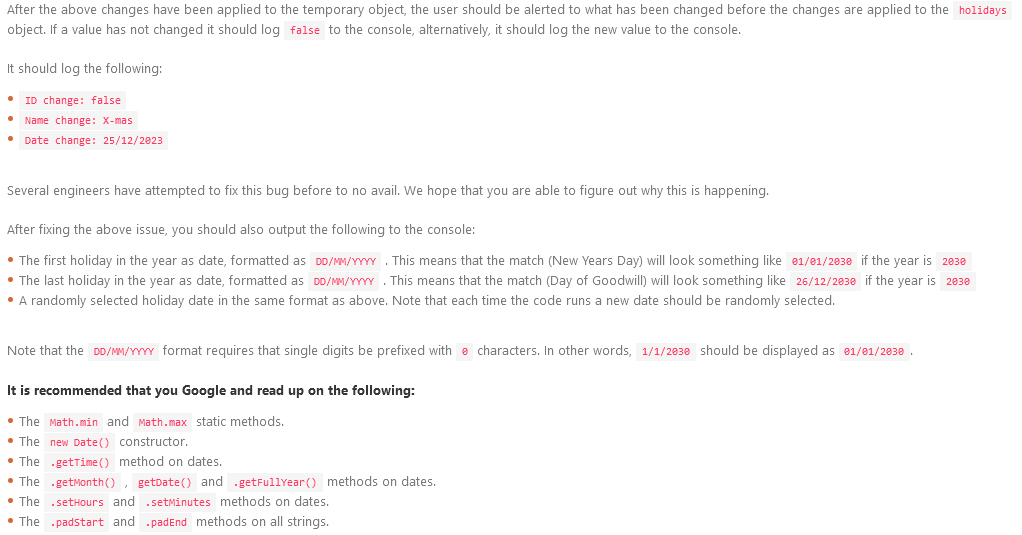 After the above changes have been applied to the temporary object, the user should be alerted to what has been changed before the changes are applied to the holidays
object. If a value has not changed it should log false to the console, alternatively, it should log the new value to the console.
It should log the following:
• ID change: false
• Name change: X-mas
• Date change: 25/12/2023
Several engineers have attempted to fix this bug before to no avail. We hope that you are able to figure out why this is happening.
After fixing the above issue, you should also output the following to the console:
• The first holiday in the year as date, formatted as DD/MM/YYYY . This means that the match (New Years Day) will look something like 01/01/2030 if the year is 2030
• The last holiday in the year as date, formatted as DD/MM/YYYY . This means that the match (Day of Goodwill) will look something like 26/12/2030 if the year is 2030
• A randomly selected holiday date in the same format as above. Note that each time the code runs a new date should be randomly selected.
Note that the DD/MM/YYYY format requires that single digits be prefixed with 0 characters. In other words, 1/1/2030 should be displayed as 01/01/2030 .
It is recommended that you Google and read up on the following:
• The Math.min and Math.max static methods.
• The new Date() constructor.
• The .getTime() method on dates.
• The .getMonth() , getDate() and .getFullYear() methods on dates.
• The .setHours and .setMinutes methods on dates.
• The .padStart and .padEnd methods on all strings.